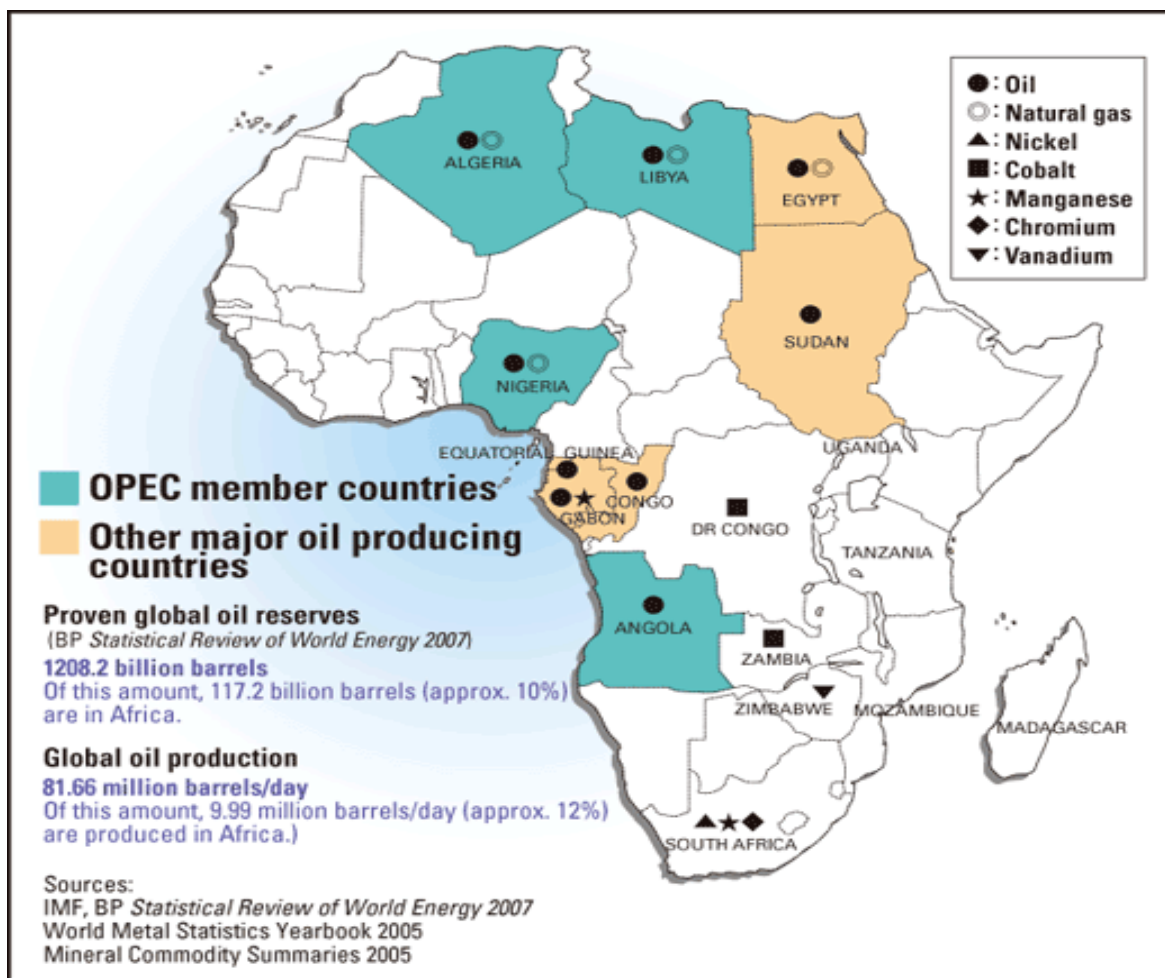 ● : Oil
◎ : Natural gas
▲ : Nickel
■ : Cobalt
★ : Manganese
◆ : Chromium
▼ : Vanadium
ALGERIA
LIBYA
EGYPT
SUDAN
NIGERIA
UGANDA
EQUATORIAL GUINEA
CONGO
GABON
DR CONGO
TANZANIA
ANGOLA
ZAMBIA
ZIMBABWE
MOZAMBIQUE
MADAGASCAR
SOUTH AFRICA
OPEC member countries
Other major oil producing
countries
Proven global oil reserves
(BP Statistical Review of World Energy 2007)
1208.2 billion barrels
Of this amount, 117.2 billion barrels (approx. 10%)
are in Africa.
Global oil production
81.66 million barrels/day
Of this amount, 9.99 million barrels/day (approx. 12%)
are produced in Africa.)
Sources:
IMF, BP Statistical Review of World Energy 2007
World Metal Statistics Yearbook 2005
Mineral Commodity Summaries 2005